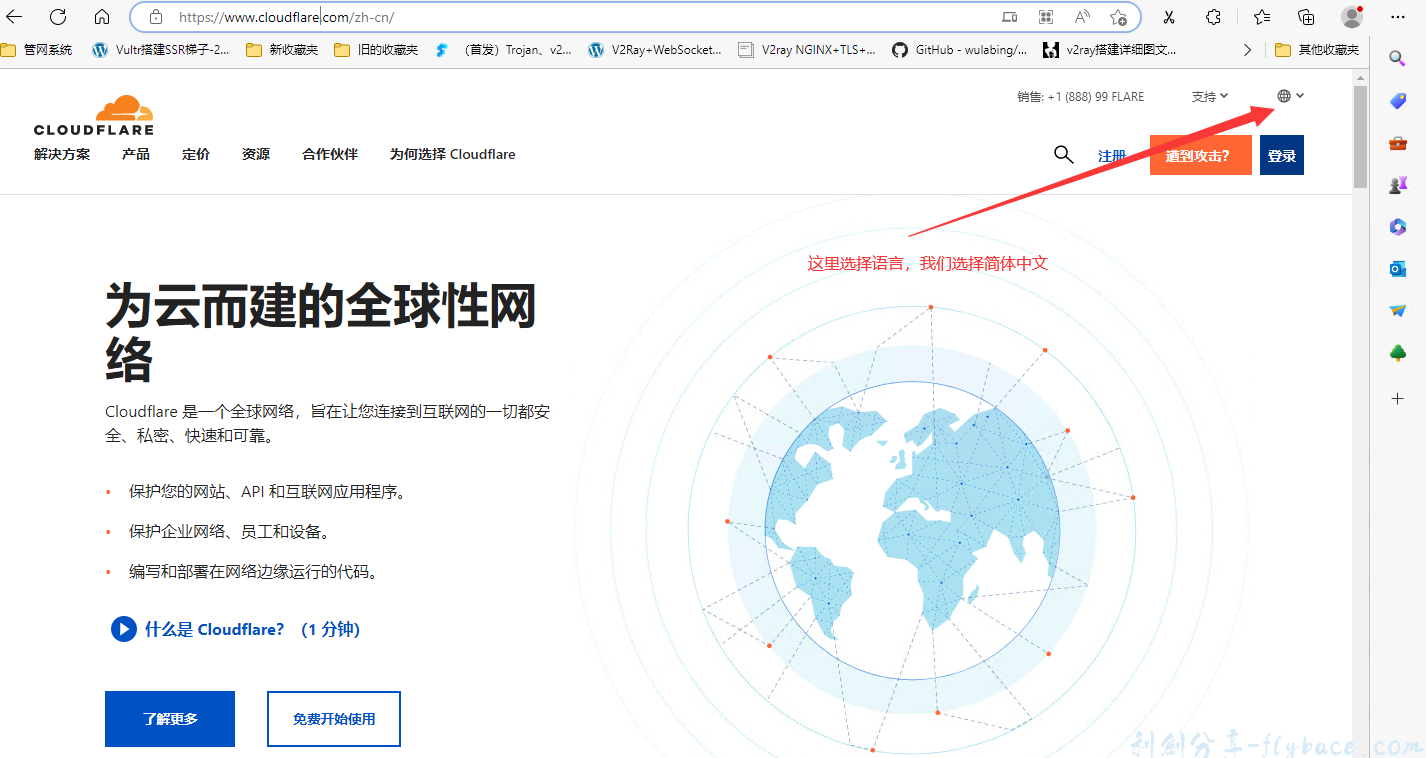 https://www.cloudflare.com/zh-cn/
管网系统
Vultr搭建SSR梯子-2...
新收藏夹
旧的收藏夹
（首发）Trojan、v2...
V2Ray+WebSocket...
V2ray NGINX+TLS+...
GitHub - wulabing/...
v2ray搭建详细图文...
其他收藏夹
销售: +1 (888) 99 FLARE
支持
CLOUDFLARE
解决方案
产品
定价
资源
合作伙伴
为何选择 Cloudflare
注册
遭到攻击?
登录
这里选择语言，我们选择简体中文
为云而建的全球性网
络
Cloudflare 是一个全球网络，旨在让您连接到互联网的一切都安
全、私密、快速和可靠。
保护您的网站、API 和互联网应用程序。
保护企业网络、员工和设备。
编写和部署在网络边缘运行的代码。
什么是 Cloudflare? （1 分钟)
了解更多
免费开始使用
利剑分享-flybace.com